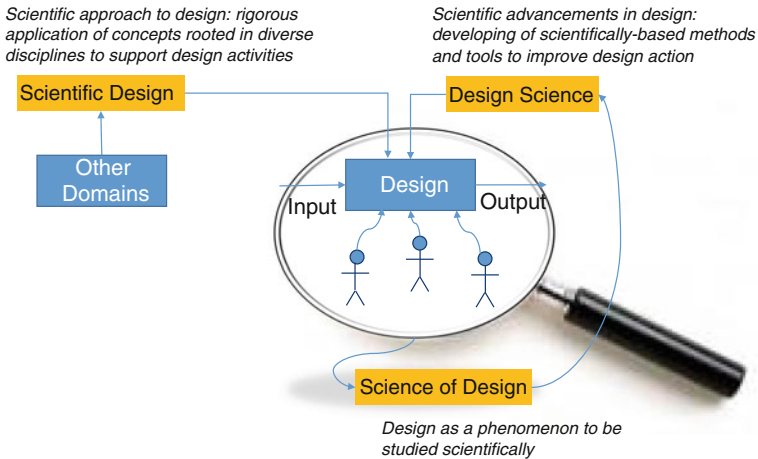 Scientific approach to design: rigorous
application of concepts rooted in diverse
disciplines to support design activities
Scientific advancements in design:
developing of scientifically-based methods
and tools to improve design action
Scientific Design
Design Science
Other
Domains
Design
Input
Output
Science of Design
Design as a phenomenon to be
studied scientifically